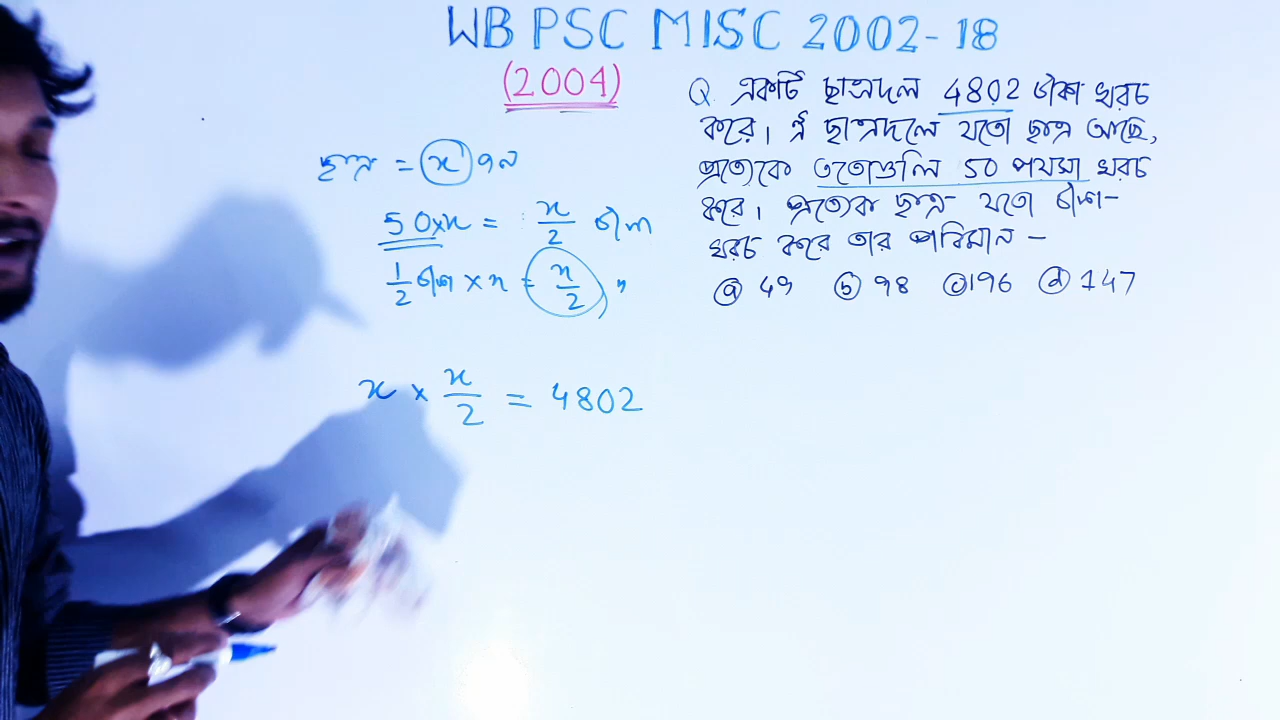 WB PSC MISC 2002-18
(2004)
Q. একটি ছাত্রদল 4802 টাকা খরচ
করে। ঐ ছাত্রদলে যতো ছাত্র আছে,
প্রত্যেকে ততোগুলি 50 পয়সা খরচ
করে। প্রত্যেক ছাত্র যতো টাকা
খরচ করে তার পরিমান -
ⓐ 49 ⓑ 98 ⓒ 196 ⓓ 147
ছাত্র = x জন
50×x = x/2 টাকা
1/2 টাকা × x = x/2 "
x × x/2 = 4802